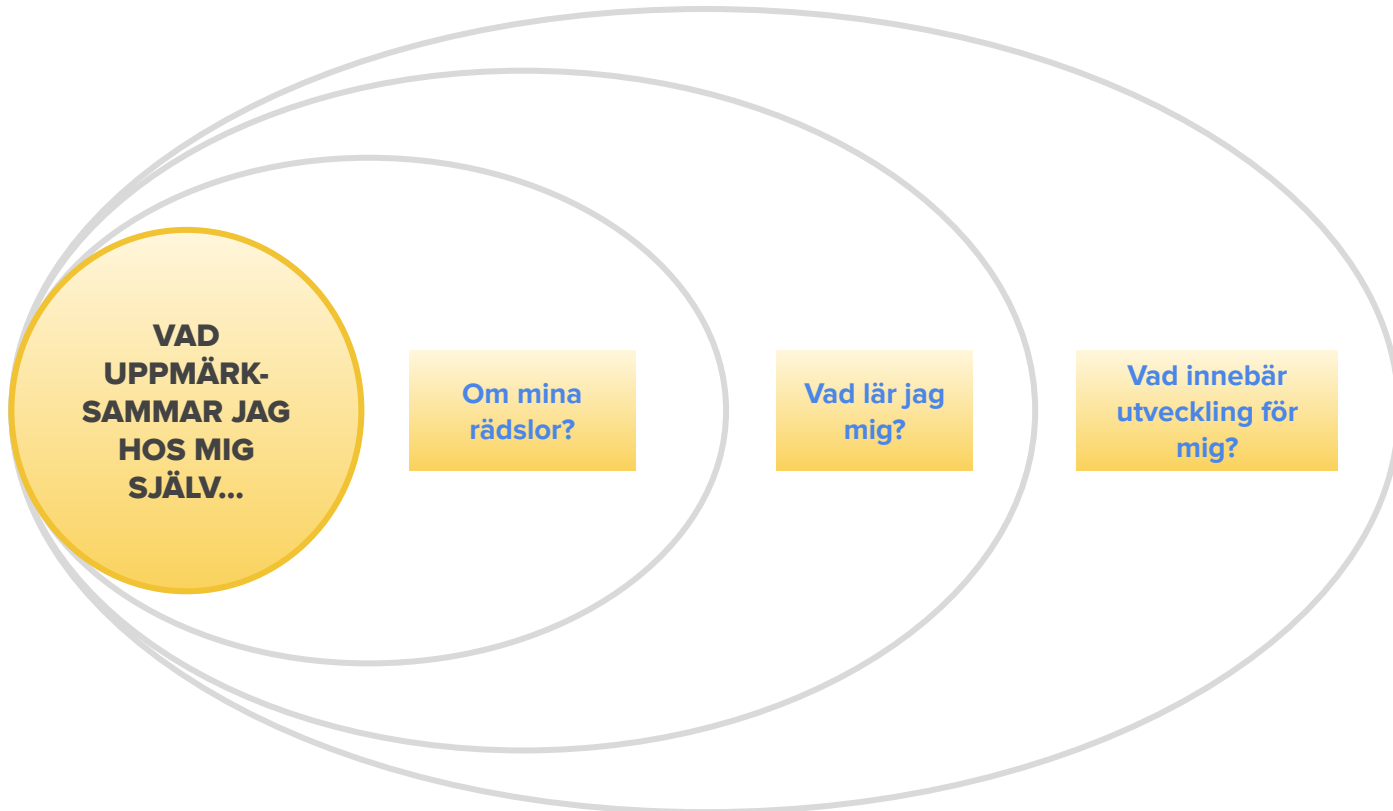 VAD
UPPMÄRK-
SAMMAR JAG
HOS MIG
SJÄLV...
Om mina
rädslor?
Vad lär jag
mig?
Vad innebär
utveckling för
mig?